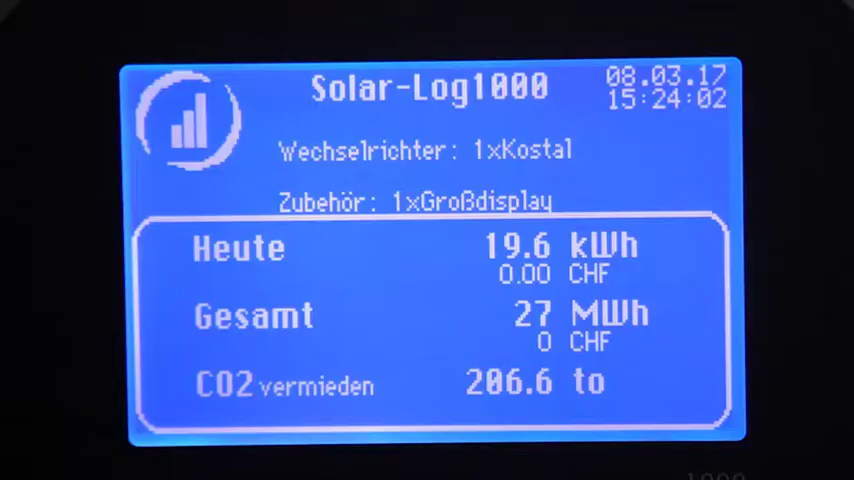 Solar-Log1000
08.03.17
15:24:02
Wechselrichter: 1xKostal
Zubehör: 1xGroßdisplay
Heute 19.6 kWh
0.00 CHF
Gesamt 27 MWh
0 CHF
CO2 vermieden 206.6 to